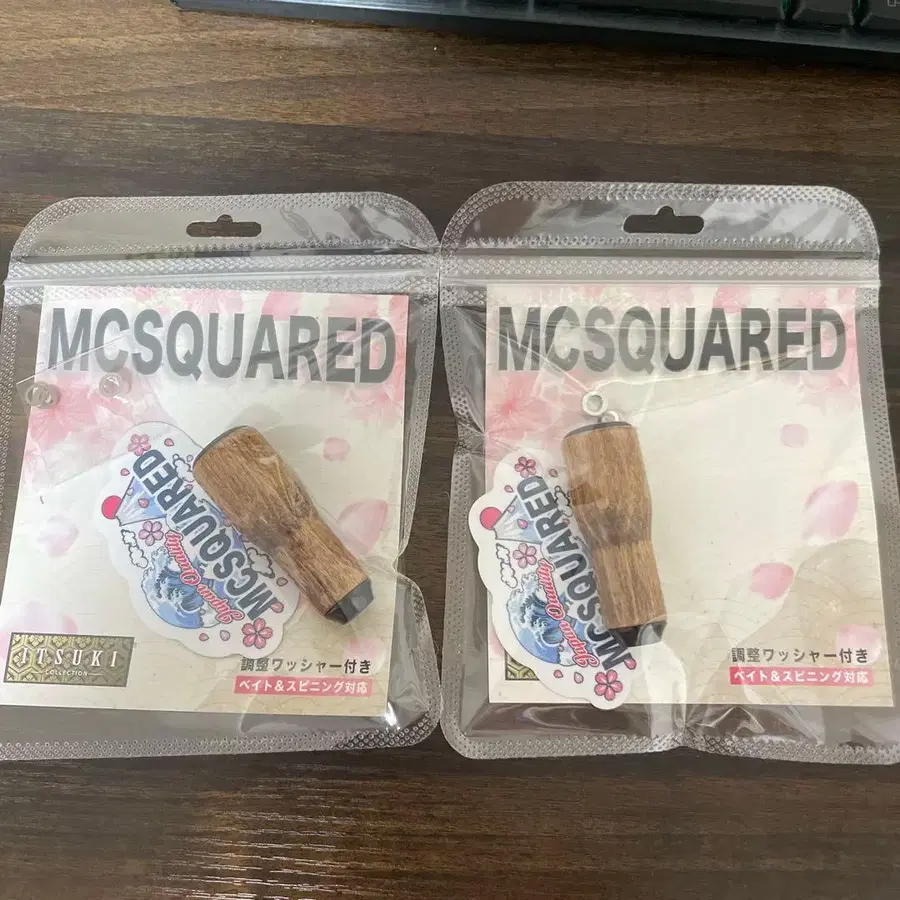 MCSQUARED
MCSQUARED
Japan Quality
ITSUKI
COLLECTION
調整ワッシャー付き
ベイト&スピニング対応
MCSQUARED
MCSQUARED
Japan Quality
調整ワッシャー付き
ベイト&スピニング対応